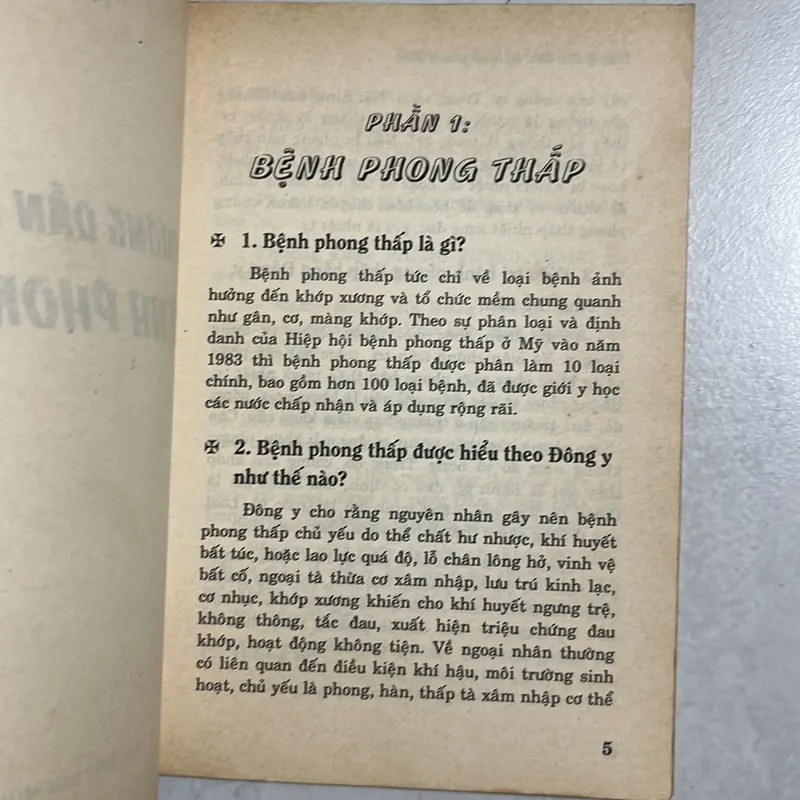 PHẦN 1:
BỆNH PHONG THẤP
✠ 1. Bệnh phong thấp là gì?
Bệnh phong thấp tức chỉ về loại bệnh ảnh
hưởng đến khớp xương và tổ chức mềm chung quanh
như gân, cơ, màng khớp. Theo sự phân loại và định
danh của Hiệp hội bệnh phong thấp ở Mỹ vào năm
1983 thì bệnh phong thấp được phân làm 10 loại
chính, bao gồm hơn 100 loại bệnh, đã được giới y học
các nước chấp nhận và áp dụng rộng rãi.
✠ 2. Bệnh phong thấp được hiểu theo Đông y
như thế nào?
Đông y cho rằng nguyên nhân gây nên bệnh
phong thấp chủ yếu do thể chất hư nhược, khí huyết
bất túc, hoặc lao lực quá độ, lỗ chân lông hở, vinh vệ
bất cố, ngoại tà thừa cơ xâm nhập, lưu trú kinh lạc,
cơ nhục, khớp xương khiến cho khí huyết ngưng trệ,
không thông, tắc đau, xuất hiện triệu chứng đau
khớp, hoạt động không tiện. Về ngoại nhân thường
có liên quan đến điều kiện khí hậu, môi trường sinh
hoạt, chủ yếu là phong, hàn, thấp tà xâm nhập cơ thể
5